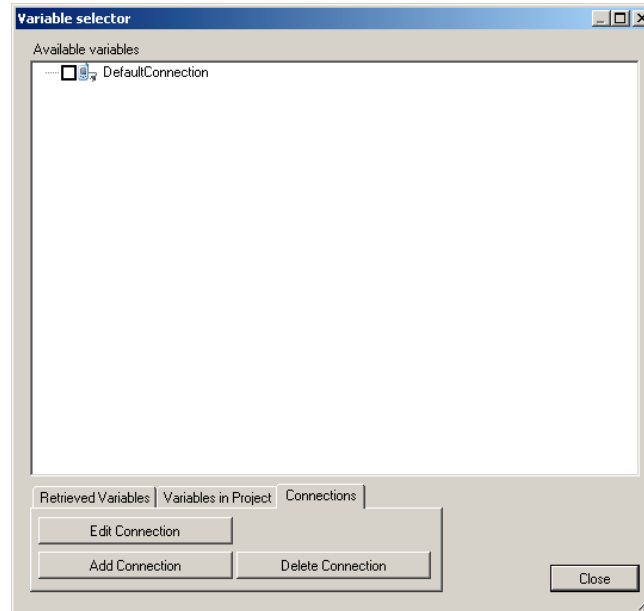 Variable selector
Available variables
DefaultConnection
Retrieved Variables Variables in Project Connections
Edit Connection
Add Connection Delete Connection
Close